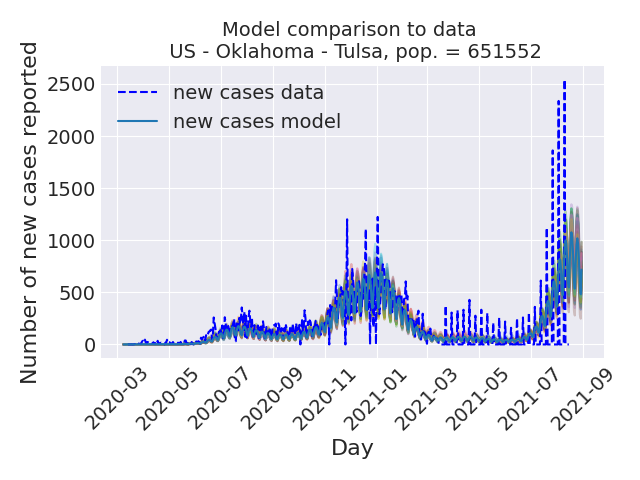 Model comparison to data
US - Oklahoma - Tulsa, pop. = 651552
Number of new cases reported
2500
2000
1500
1000
500
0
new cases data
new cases model
2020-03
2020-05
2020-07
2020-09
2020-11
2021-01
2021-03
2021-05
2021-07
2021-09
Day